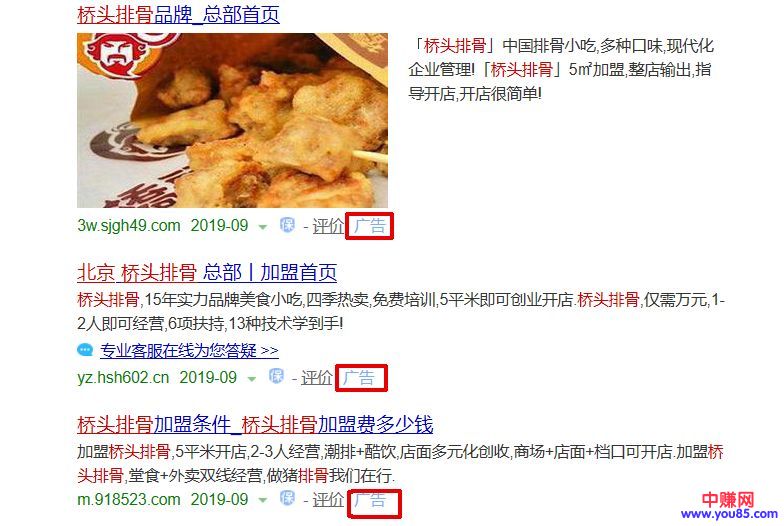 桥头排骨品牌_总部首页
「桥头排骨」中国排骨小吃,多种口味,现代化
企业管理!「桥头排骨」5㎡加盟,整店输出,指
导开店,开店很简单!
3w.sjgh49.com 2019-09 保 - 评价 广告
北京 桥头排骨 总部丨加盟首页
桥头排骨,15年实力品牌美食小吃,四季热卖,免费培训,5平米即可创业开店.桥头排骨,仅需万元,1-
2人即可经营,6项扶持,13种技术学到手!
专业客服在线为您答疑 >>
yz.hsh602.cn 2019-09 保 - 评价 广告
桥头排骨加盟条件_桥头排骨加盟费多少钱
加盟桥头排骨,5平米开店,2-3人经营,潮排+酷饮,店面多元化创收,商场+店面+档口可开店.加盟桥
头排骨,堂食+外卖双线经营,做猪排骨我们在行.
m.918523.com 2019-09 保 - 评价 广告
中赚网
www.you85.com